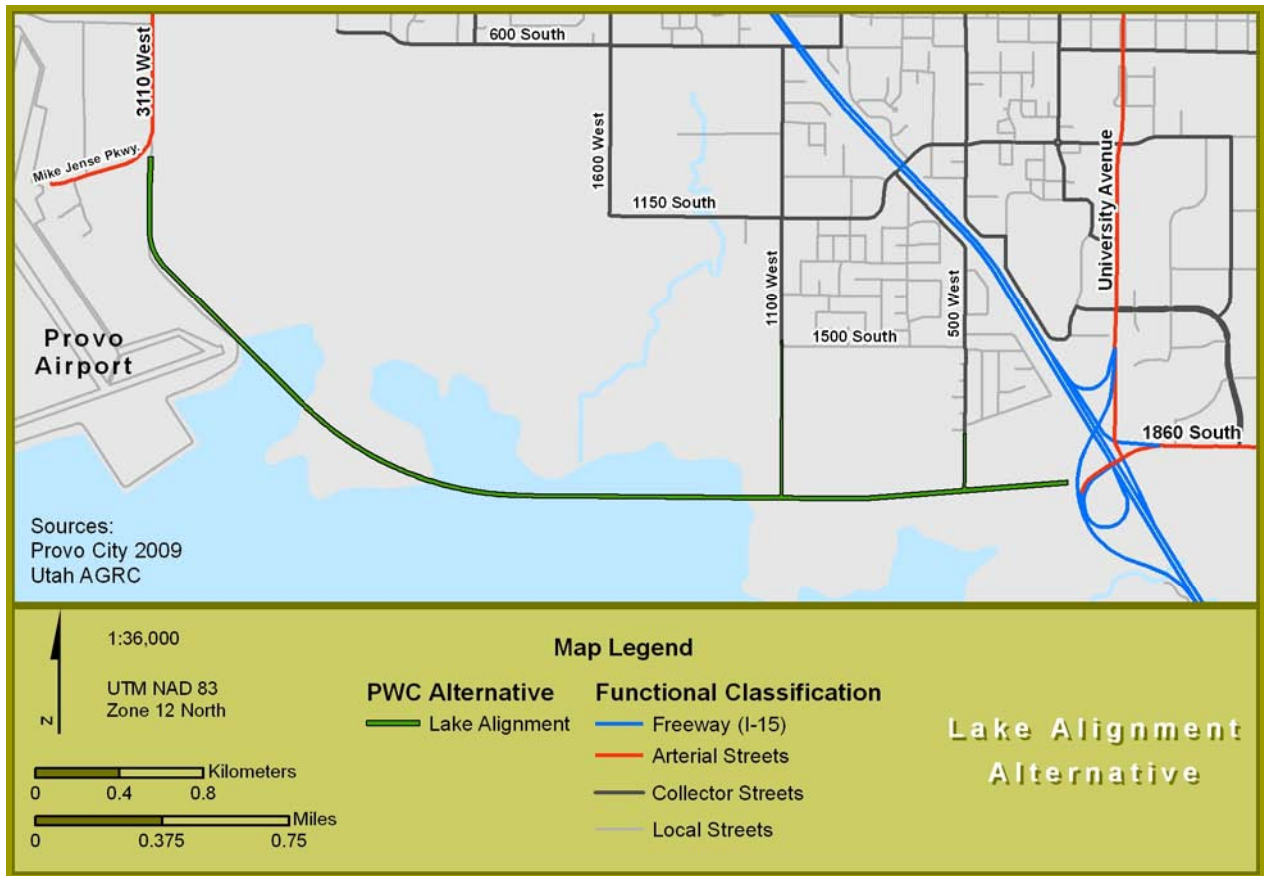 600 South
3110 West
Mike Jense Pkwy.
1600 West
University Avenue
1150 South
1100 West
500 West
1500 South
Provo
Airport
1860 South
Sources:
Provo City 2009
Utah AGRC
1:36,000
UTM NAD 83
Zone 12 North
Z
Kilometers
0 0.4 0.8
Miles
0 0.375 0.75
Map Legend
PWC Alternative
Lake Alignment
Functional Classification
Freeway (I-15)
Arterial Streets
Collector Streets
Local Streets
Lake Alignment
Alternative